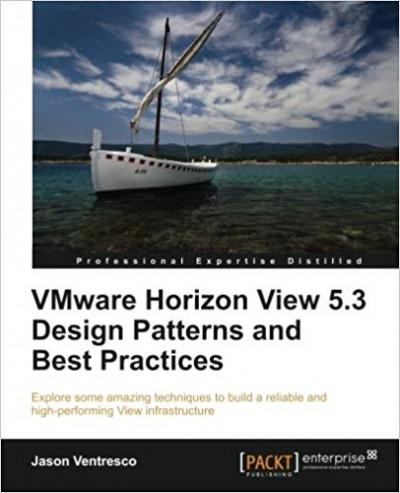 Professional Expertise Distilled
VMware Horizon View 5.3
Design Patterns and
Best Practices
Explore some amazing techniques to build a reliable and
high-performing View infrastructure
Jason Ventresco
[PACKT] enterprise
PUBLISHING
professional expertise distilled